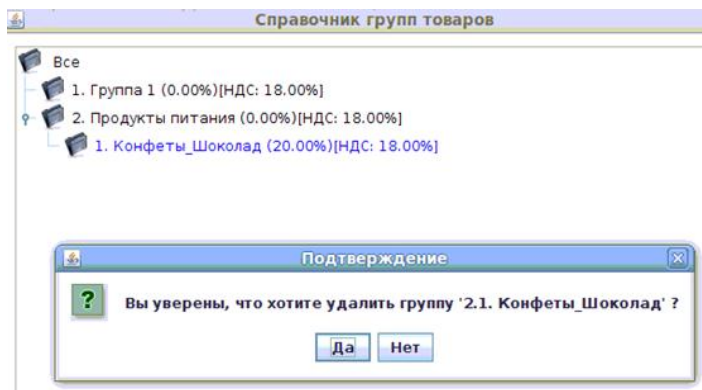 Справочник групп товаров
Все
1. Группа 1 (0.00%)[НДС: 18.00%]
2. Продукты питания (0.00%)[НДС: 18.00%]
1. Конфеты_Шоколад (20.00%)[НДС: 18.00%]
Подтверждение
Вы уверены, что хотите удалить группу '2.1. Конфеты_Шоколад' ?
Да Нет